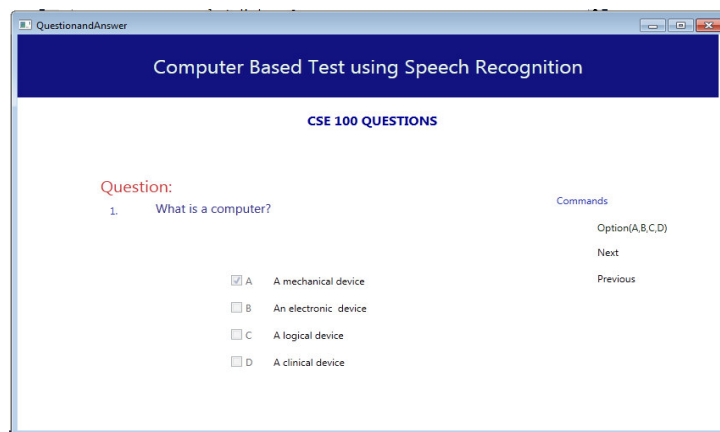 QuestionandAnswer
Computer Based Test using Speech Recognition
CSE 100 QUESTIONS
Question:
1. What is a computer?
Commands
Option(A,B,C,D)
Next
Previous
A A mechanical device
B An electronic device
C A logical device
D A clinical device